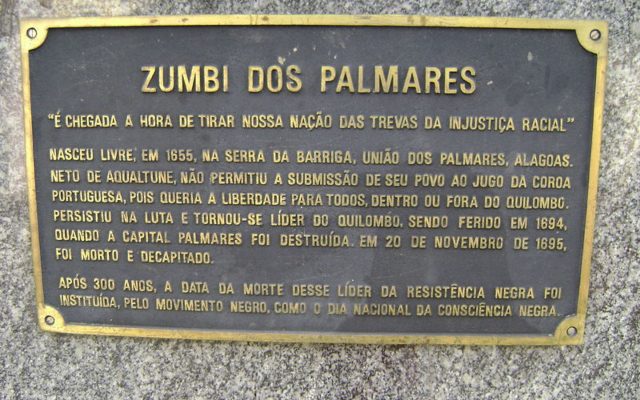 ZUMBI DOS PALMARES
"É CHEGADA A HORA DE TIRAR NOSSA NAÇÃO DAS TREVAS DA INJUSTIÇA RACIAL"
NASCEU LIVRE, EM 1655, NA SERRA DA BARRIGA, UNIÃO DOS PALMARES, ALAGOAS.
NETO DE AQUALTUNE, NÃO PERMITIU A SUBMISSÃO DE SEU POVO AO JUGO DA COROA
PORTUGUESA, POIS QUERIA A LIBERDADE PARA TODOS, DENTRO OU FORA DO QUILOMBO.
PERSISTIU NA LUTA E TORNOU-SE LÍDER DO QUILOMBO, SENDO FERIDO EM 1694,
QUANDO A CAPITAL PALMARES FOI DESTRUÍDA. EM 20 DE NOVEMBRO DE 1695,
FOI MORTO E DECAPITADO.
APÓS 300 ANOS, A DATA DA MORTE DESSE LÍDER DA RESISTÊNCIA NEGRA FOI
INSTITUÍDA, PELO MOVIMENTO NEGRO, COMO O DIA NACIONAL DA CONSCIÊNCIA NEGRA.